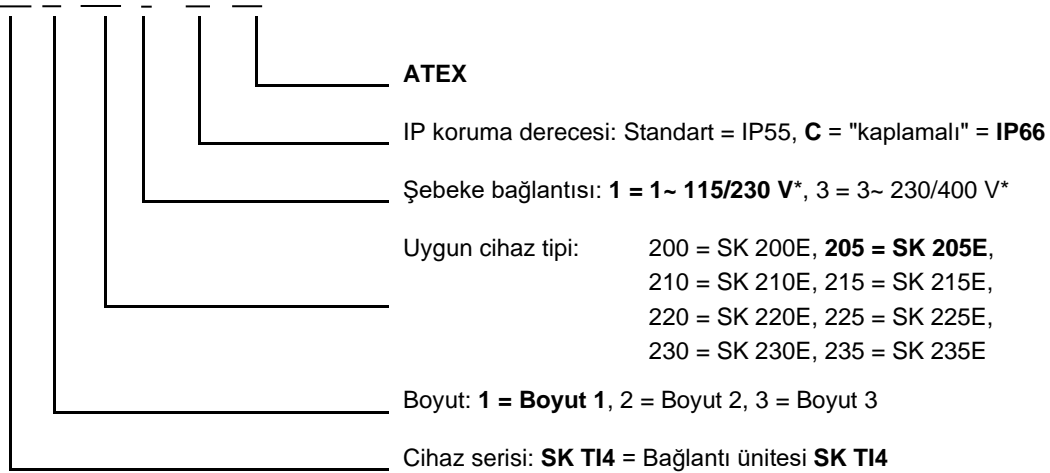 ATEX
IP koruma derecesi: Standart = IP55, C = "kaplamalı" = IP66
Şebeke bağlantısı: 1 = 1~ 115/230 V*, 3 = 3~ 230/400 V*
Uygun cihaz tipi: 200 = SK 200E, 205 = SK 205E,
210 = SK 210E, 215 = SK 215E,
220 = SK 220E, 225 = SK 225E,
230 = SK 230E, 235 = SK 235E
Boyut: 1 = Boyut 1, 2 = Boyut 2, 3 = Boyut 3
Cihaz serisi: SK TI4 = Bağlantı ünitesi SK TI4